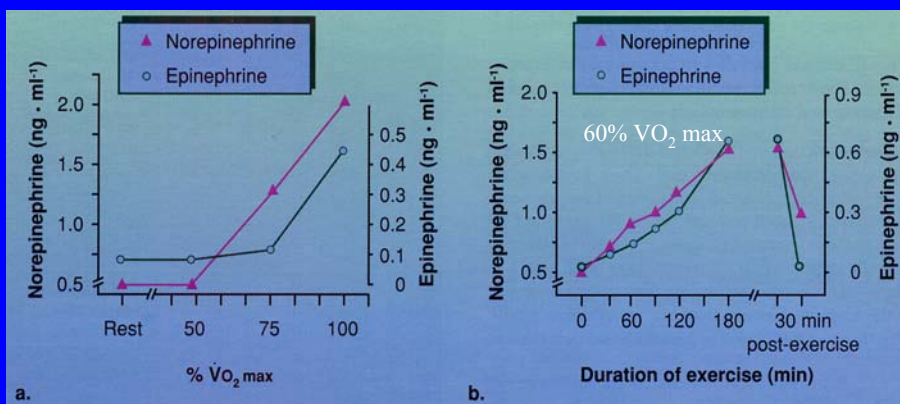 Norepinephrine
Epinephrine
Norepinephrine (ng · ml⁻¹)
2.0
1.5
1.0
0.5
0.5
0.4
0.3
0.2
0.1
0
Epinephrine (ng · ml⁻¹)
Rest 50 75 100
% V̇O₂ max
a.
Norepinephrine
Epinephrine
60% VO₂ max
Norepinephrine (ng · ml⁻¹)
2.0
1.5
1.0
0.5
0.9
0.6
0.3
0
Epinephrine (ng · ml⁻¹)
0 60 120 180 30 min
post-exercise
Duration of exercise (min)
b.